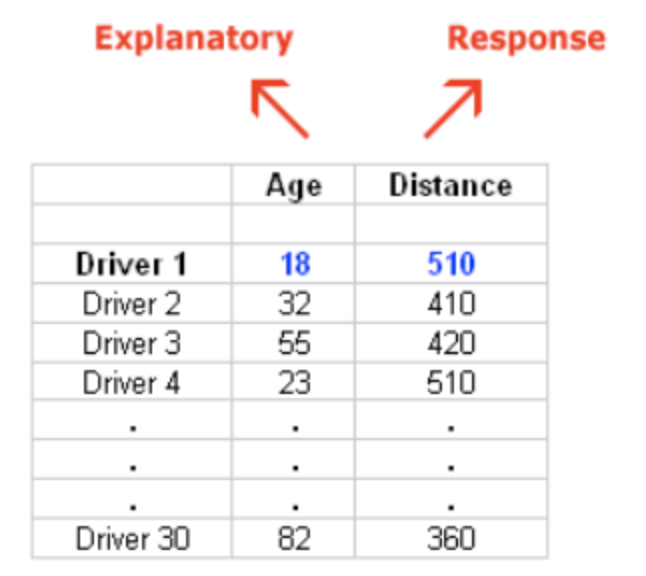 Explanatory Response
Age Distance
Driver 1 18 510
Driver 2 32 410
Driver 3 55 420
Driver 4 23 510
. . .
. . .
. . .
Driver 30 82 360